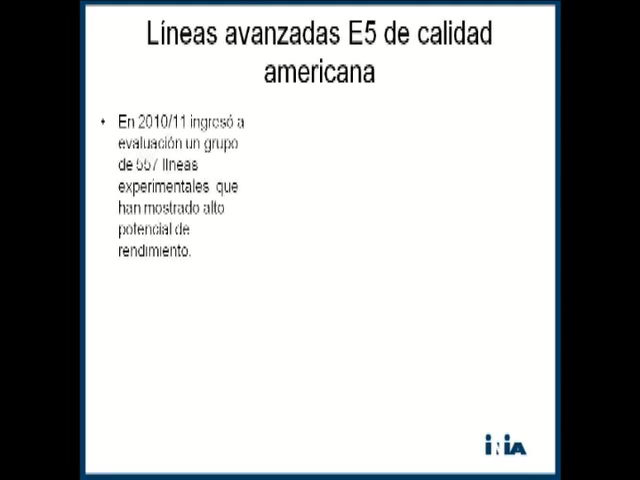 Líneas avanzadas E5 de calidad
americana
• En 2010/11 ingresó a
evaluación un grupo
de 557 líneas
experimentales que
han mostrado alto
potencial de
rendimiento.
iNiA